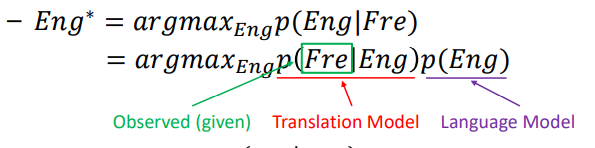 − Eng* = argmax_Eng p(Eng|Fre)
= argmax_Eng p(Fre|Eng)p(Eng)
Observed (given) Translation Model Language Model